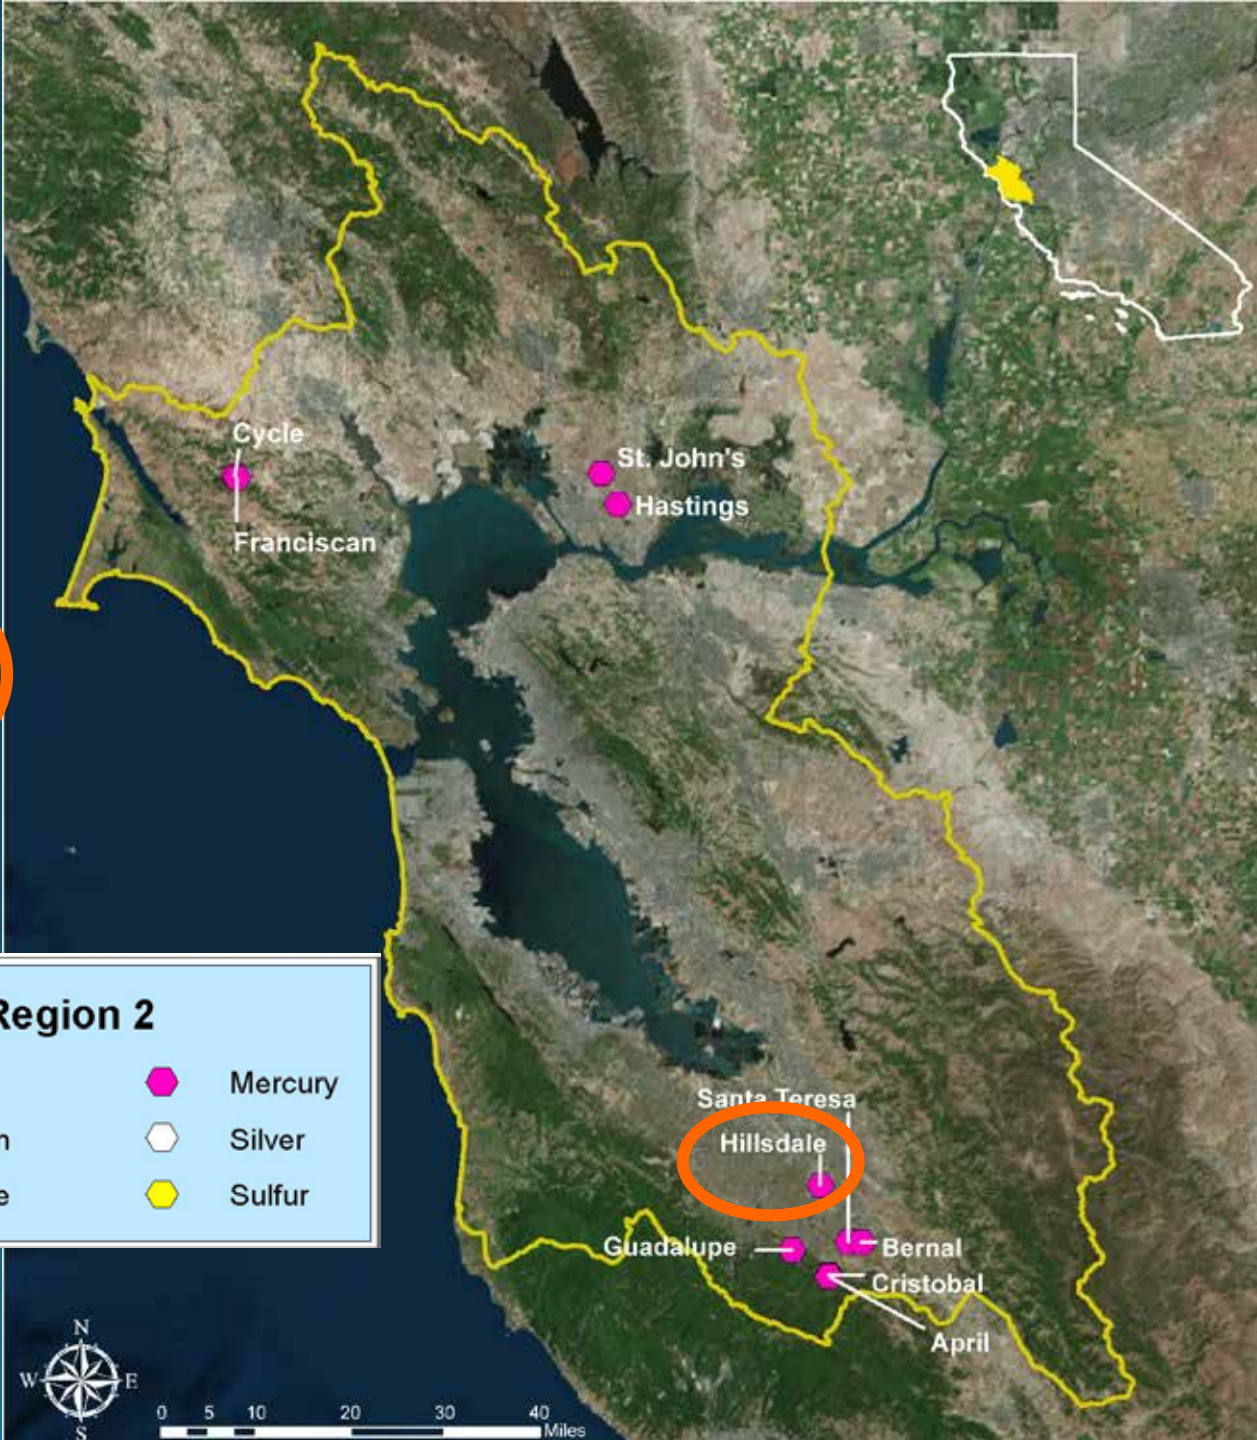 Cycle
St. John's
Hastings
Franciscan
Region 2
Mercury
Silver
Sulfur
Santa Teresa
Hillsdale
Guadalupe
Bernal
Cristobal
April
N
W E
S
0 5 10 20 30 40
Miles